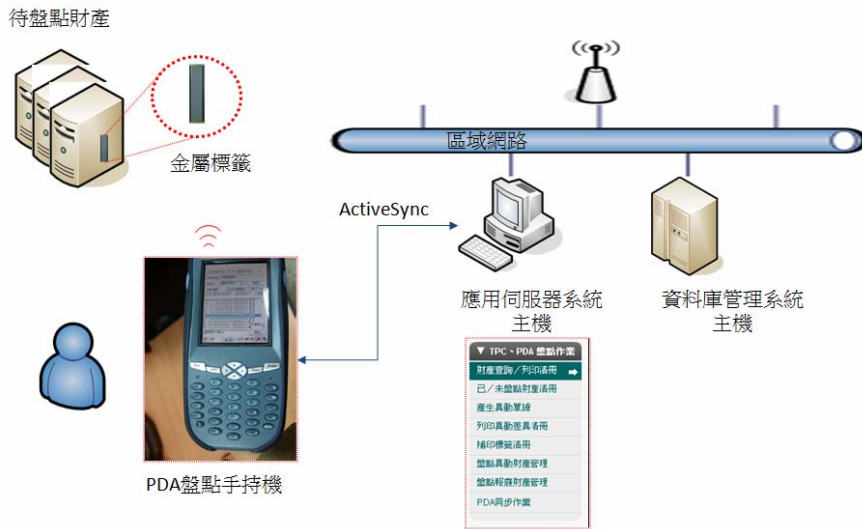 待盤點財產
金屬標籤
區域網路
ActiveSync
應用伺服器系統
主機
資料庫管理系統
主機
PDA盤點手持機
▼ TPC、PDA 盤點作業
財產查詢/列印清冊
已/未盤點財產清冊
產生異動單據
列印異動差異清冊
補印標籤清冊
盤點異動財產管理
盤點報廢財產管理
PDA同步作業